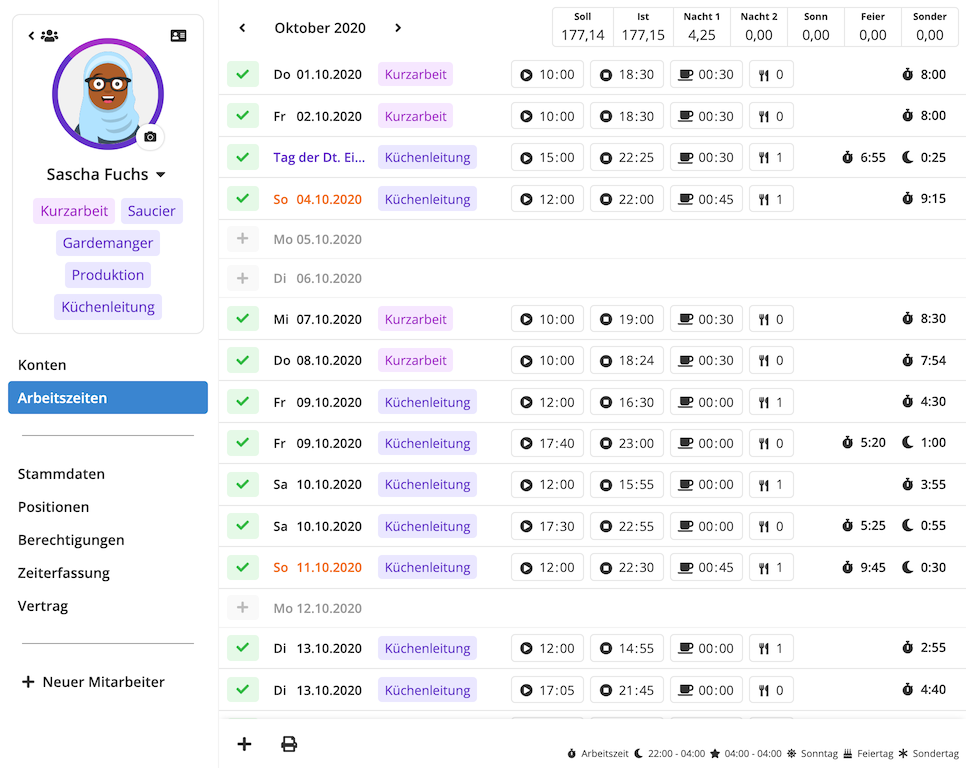 Sascha Fuchs
Kurzarbeit Saucier
Gardemanger
Produktion
Küchenleitung
Konten
Arbeitszeiten
Stammdaten
Positionen
Berechtigungen
Zeiterfassung
Vertrag
+ Neuer Mitarbeiter
Oktober 2020
Soll Ist Nacht 1 Nacht 2 Sonn Feier Sonder
177,14 177,15 4,25 0,00 0,00 0,00 0,00
Do 01.10.2020 Kurzarbeit 10:00 18:30 00:30 0 8:00
Fr 02.10.2020 Kurzarbeit 10:00 18:30 00:30 0 8:00
Tag der Dt. Ei... Küchenleitung 15:00 22:25 00:30 1 6:55 0:25
So 04.10.2020 Küchenleitung 12:00 22:00 00:45 1 9:15
Mo 05.10.2020
Di 06.10.2020
Mi 07.10.2020 Kurzarbeit 10:00 19:00 00:30 0 8:30
Do 08.10.2020 Kurzarbeit 10:00 18:24 00:30 0 7:54
Fr 09.10.2020 Küchenleitung 12:00 16:30 00:00 1 4:30
Fr 09.10.2020 Küchenleitung 17:40 23:00 00:00 0 5:20 1:00
Sa 10.10.2020 Küchenleitung 12:00 15:55 00:00 1 3:55
Sa 10.10.2020 Küchenleitung 17:30 22:55 00:00 0 5:25 0:55
So 11.10.2020 Küchenleitung 12:00 22:30 00:45 1 9:45 0:30
Mo 12.10.2020
Di 13.10.2020 Küchenleitung 12:00 14:55 00:00 1 2:55
Di 13.10.2020 Küchenleitung 17:05 21:45 00:00 0 4:40
Arbeitszeit 22:00 - 04:00 04:00 - 04:00 Sonntag Feiertag Sondertag